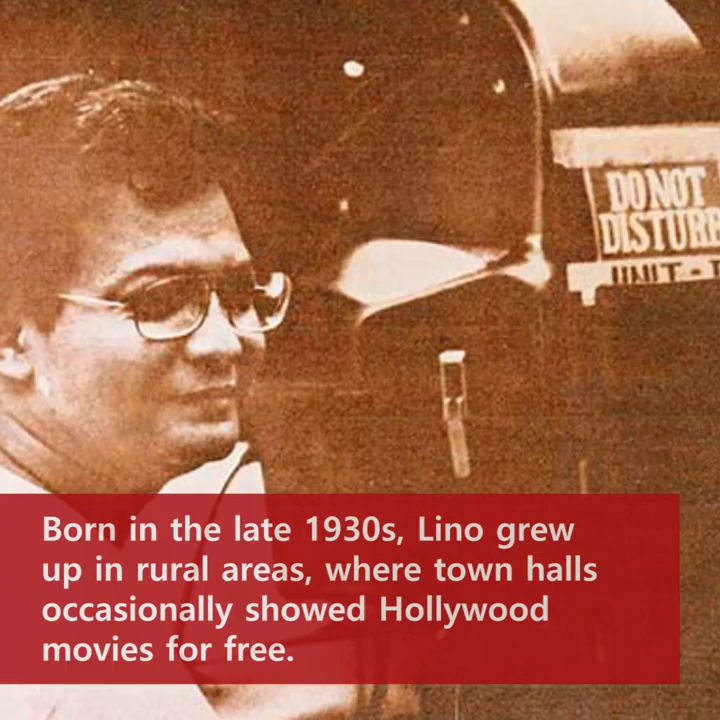 DO NOT
DISTURB
UNIT -
Born in the late 1930s, Lino grew
up in rural areas, where town halls
occasionally showed Hollywood
movies for free.